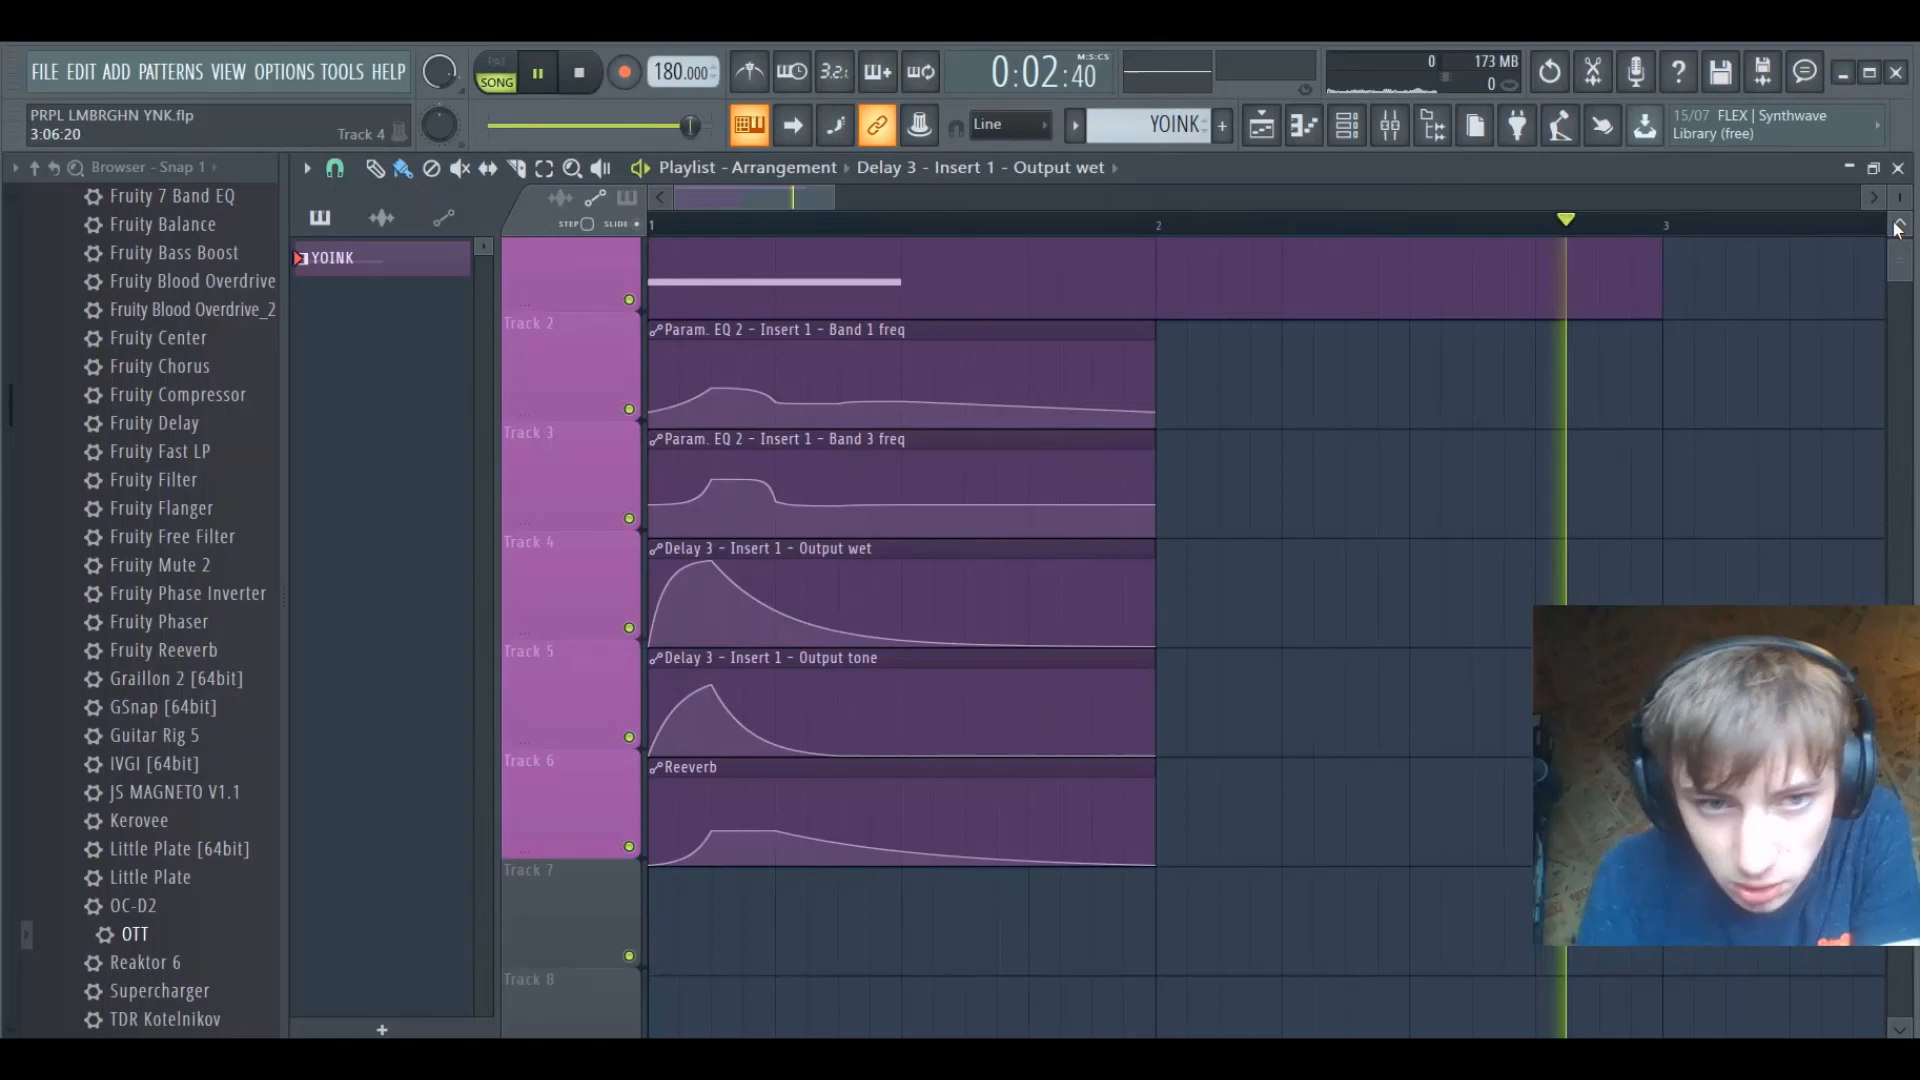 FILE EDIT ADD PATTERNS VIEW OPTIONS TOOLS HELP
PAT
SONG
180.000
3.2:
0:02:40
M:S:CS
0
173 MB
0
PRPL LMBRGHN YNK.flp
3:06:20
Track 4
Line
YOINK
15/07 FLEX | Synthwave
Library (free)
Browser - Snap 1
Playlist - Arrangement
Delay 3 - Insert 1 - Output wet
STEP
SLIDE
1
2
3
YOINK
Fruity 7 Band EQ
Fruity Balance
Fruity Bass Boost
Fruity Blood Overdrive
Fruity Blood Overdrive_2
Fruity Center
Fruity Chorus
Fruity Compressor
Fruity Delay
Fruity Fast LP
Fruity Filter
Fruity Flanger
Fruity Free Filter
Fruity Mute 2
Fruity Phase Inverter
Fruity Phaser
Fruity Reeverb
Graillon 2 [64bit]
GSnap [64bit]
Guitar Rig 5
IVGI [64bit]
JS MAGNETO V1.1
Kerovee
Little Plate [64bit]
Little Plate
OC-D2
OTT
Reaktor 6
Supercharger
TDR Kotelnikov
Track 2
Param. EQ 2 - Insert 1 - Band 1 freq
Track 3
Param. EQ 2 - Insert 1 - Band 3 freq
Track 4
Delay 3 - Insert 1 - Output wet
Track 5
Delay 3 - Insert 1 - Output tone
Track 6
Reeverb
Track 7
Track 8